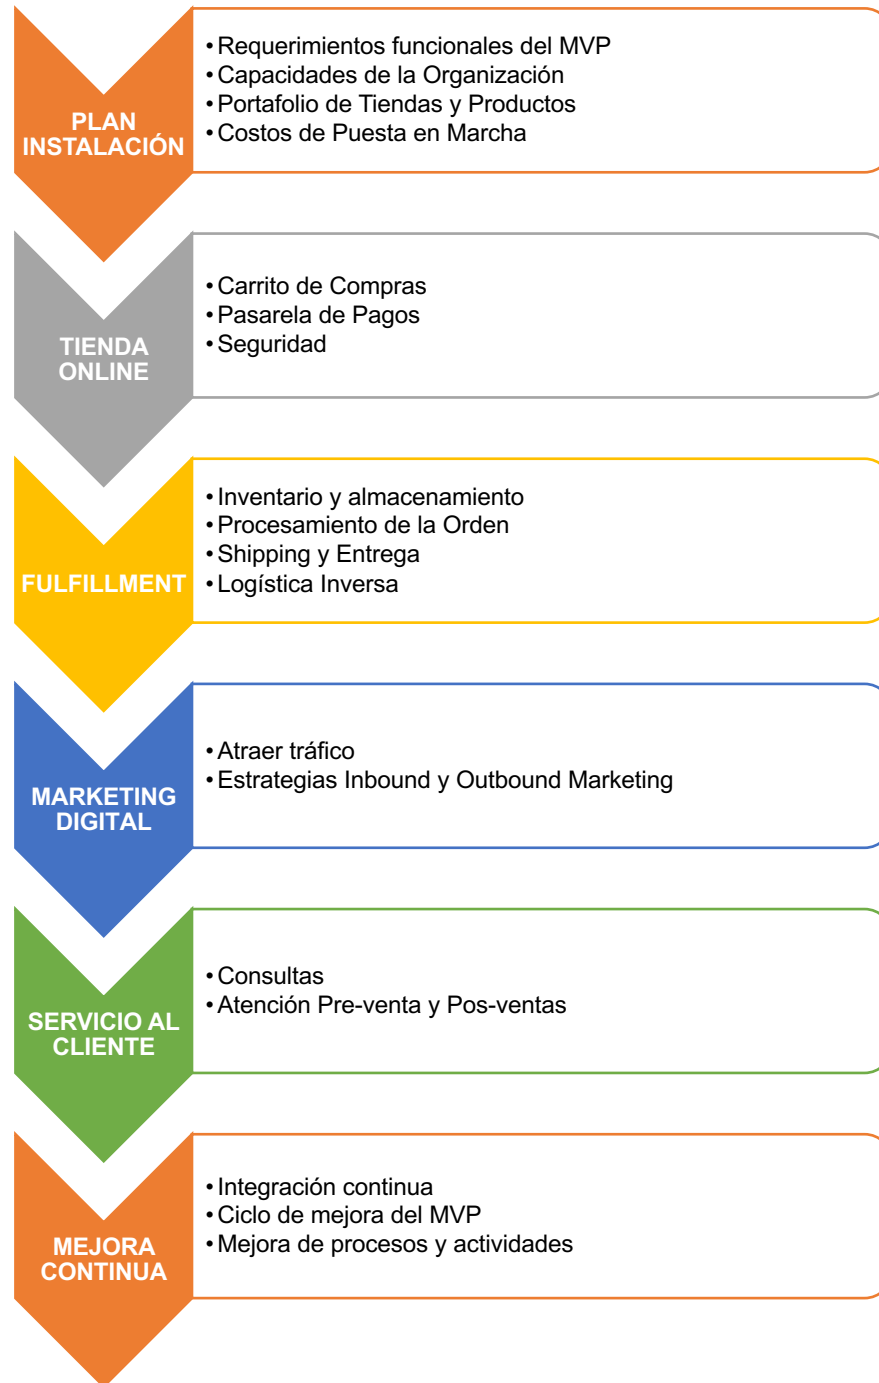 PLAN
INSTALACIÓN
•Requerimientos funcionales del MVP
•Capacidades de la Organización
•Portafolio de Tiendas y Productos
•Costos de Puesta en Marcha
TIENDA
ONLINE
•Carrito de Compras
•Pasarela de Pagos
•Seguridad
FULFILLMENT
•Inventario y almacenamiento
•Procesamiento de la Orden
•Shipping y Entrega
•Logística Inversa
MARKETING
DIGITAL
•Atraer tráfico
•Estrategias Inbound y Outbound Marketing
SERVICIO AL
CLIENTE
•Consultas
•Atención Pre-venta y Pos-ventas
MEJORA
CONTINUA
•Integración continua
•Ciclo de mejora del MVP
•Mejora de procesos y actividades